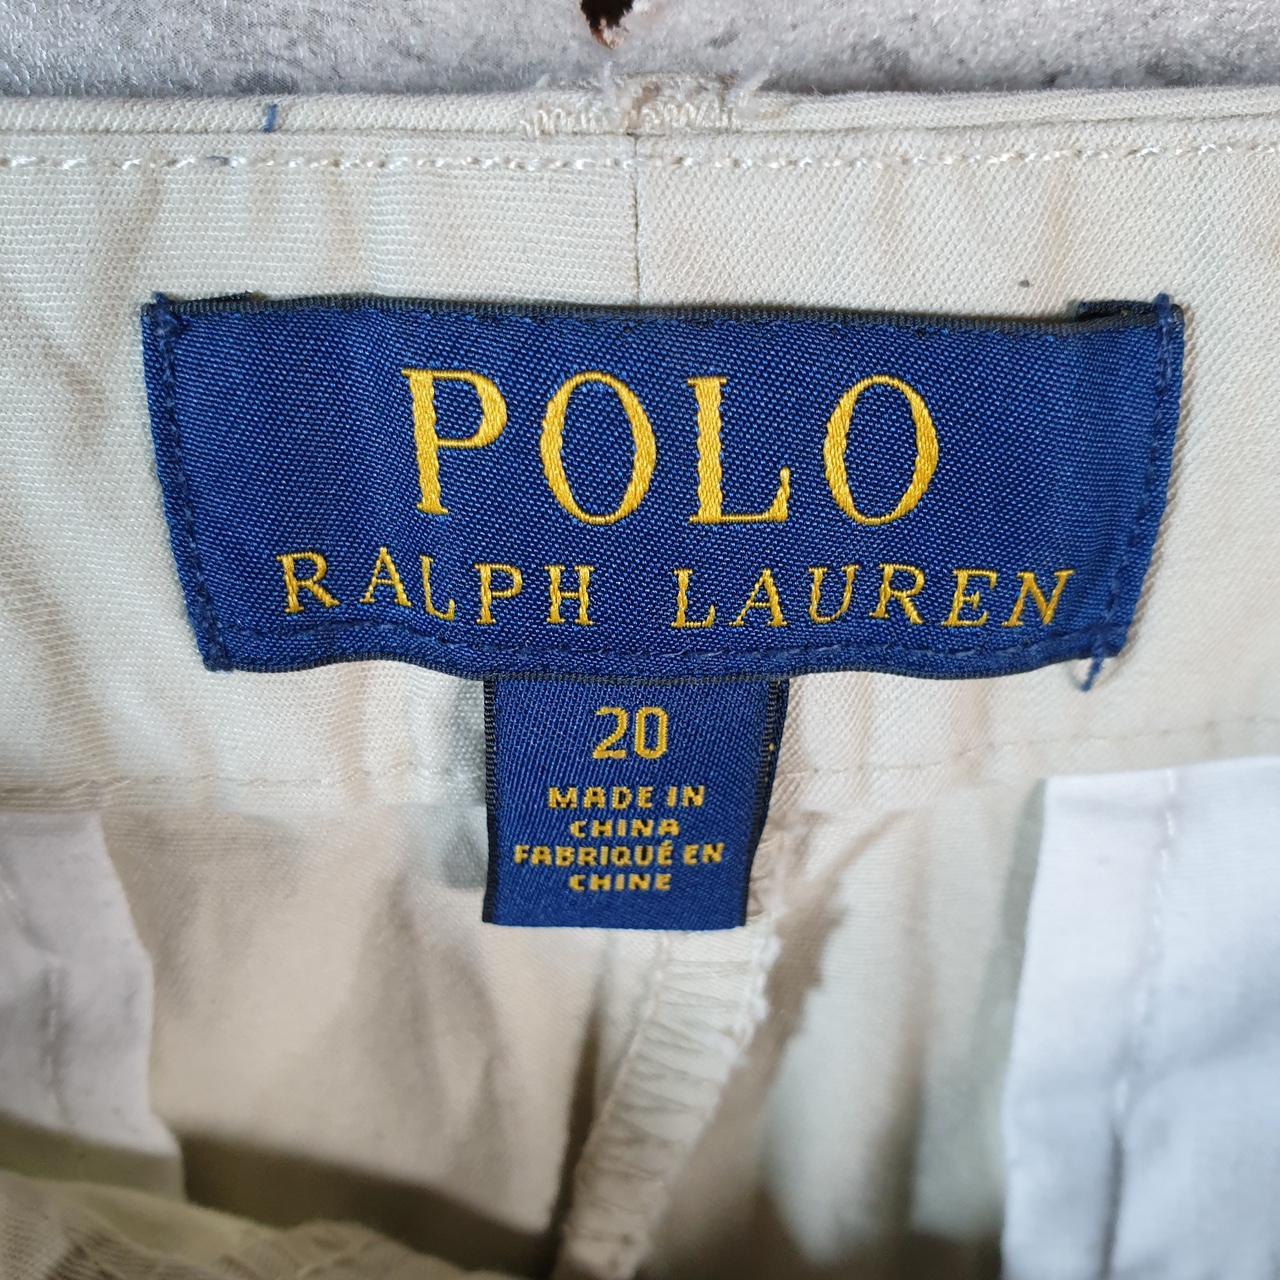 POLO
RALPH LAUREN
20
MADE IN
CHINA
FABRIQUÉ EN
CHINE